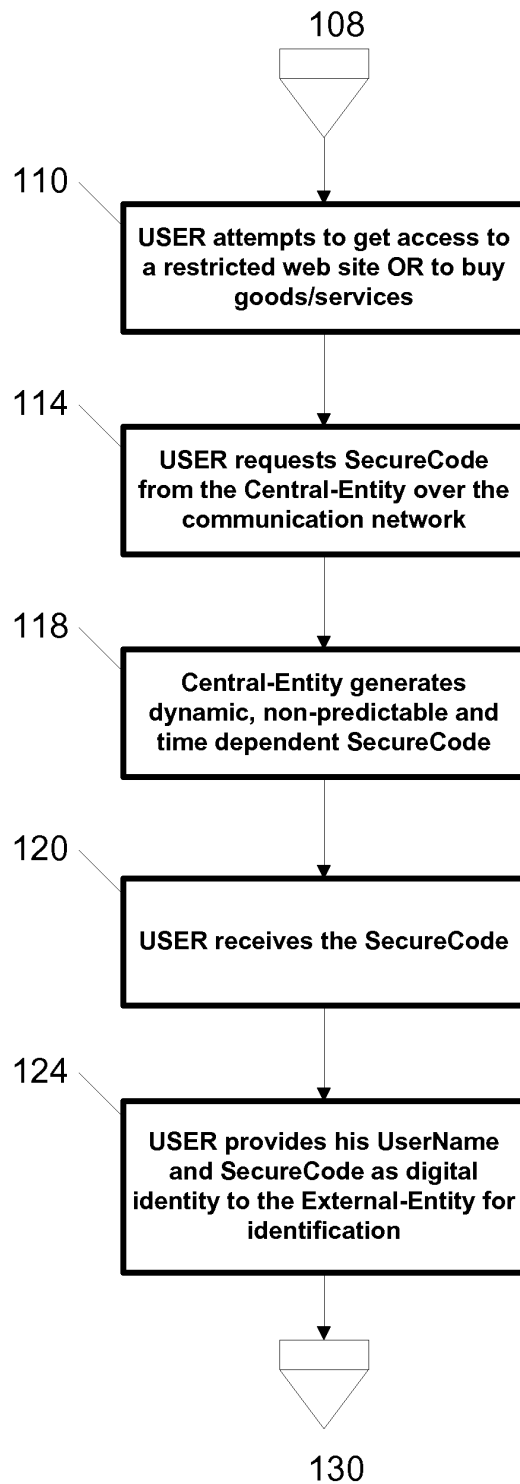 108
110
USER attempts to get access to
a restricted web site OR to buy
goods/services
114
USER requests SecureCode
from the Central-Entity over the
communication network
118
Central-Entity generates
dynamic, non-predictable and
time dependent SecureCode
120
USER receives the SecureCode
124
USER provides his UserName
and SecureCode as digital
identity to the External-Entity for
identification
130